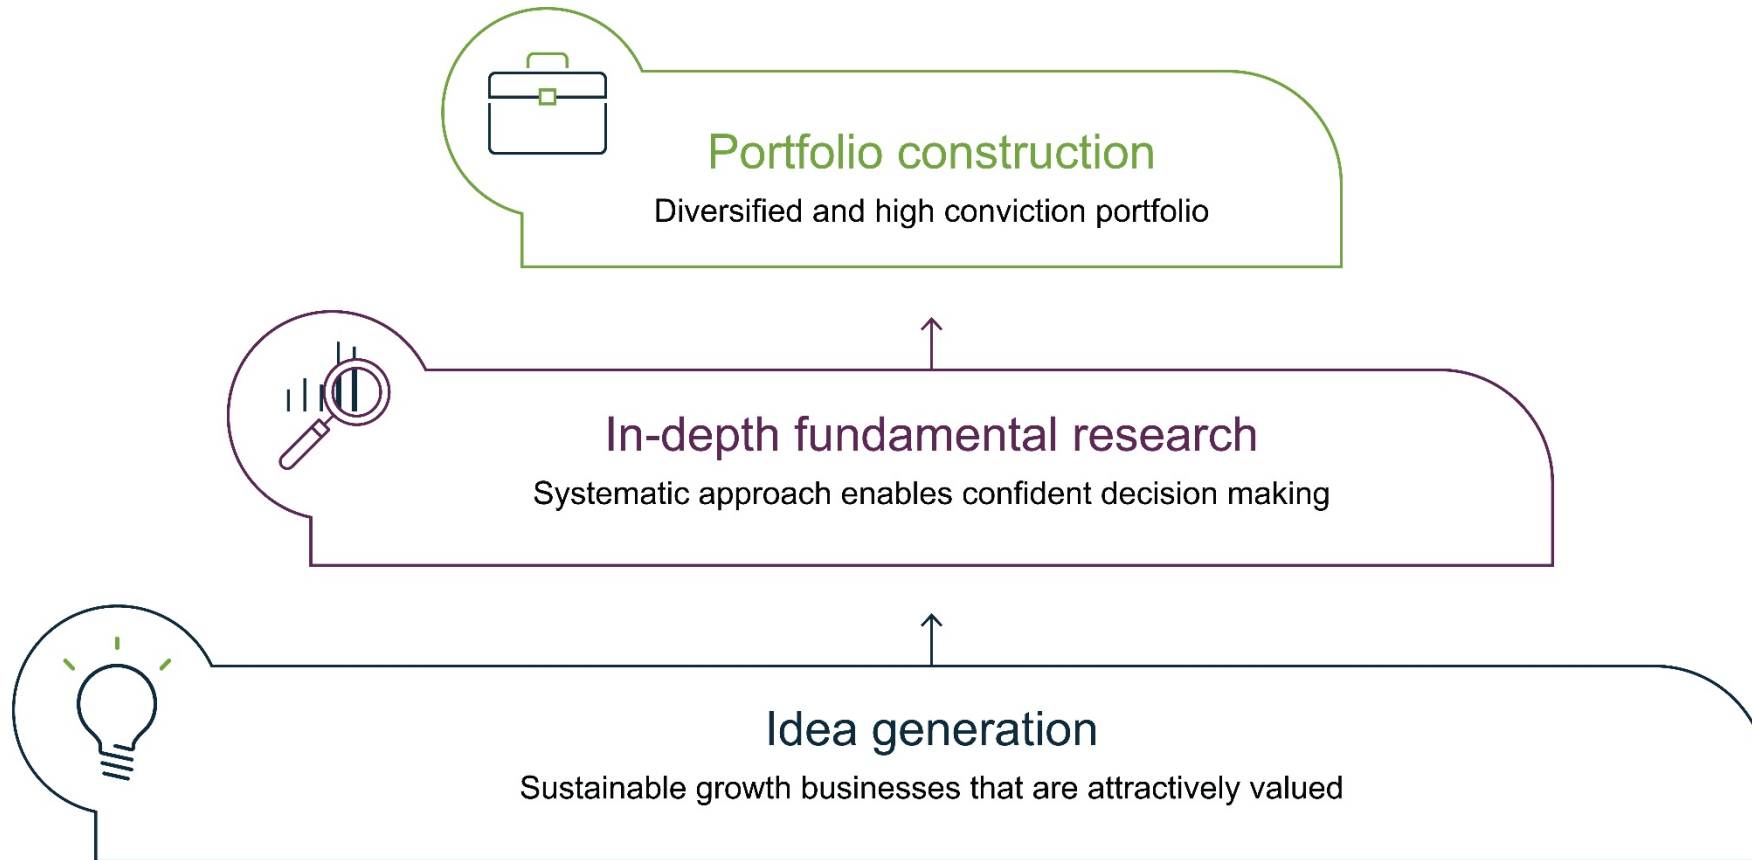 Portfolio construction
Diversified and high conviction portfolio
In-depth fundamental research
Systematic approach enables confident decision making
Idea generation
Sustainable growth businesses that are attractively valued